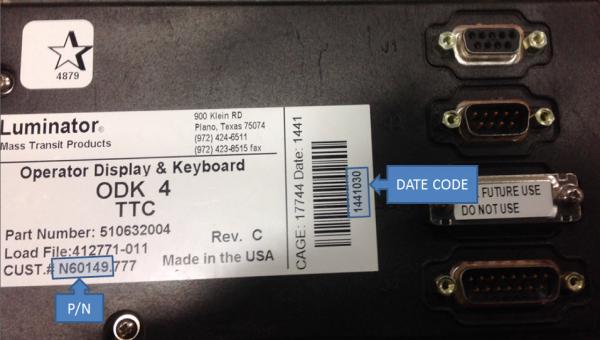 4879
J1
Luminator®
Mass Transit Products
900 Klein RD
Plano, Texas 75074
(972) 424-6511
(972) 423-8515 fax
Operator Display & Keyboard
ODK 4
TTC
Part Number: 510632004
Rev. C
Load File:412771-011
Made in the USA
CUST.# N60149.777
CAGE: 17744 Date: 1441
1441030
DATE CODE
P/N
FUTURE USE
DO NOT USE